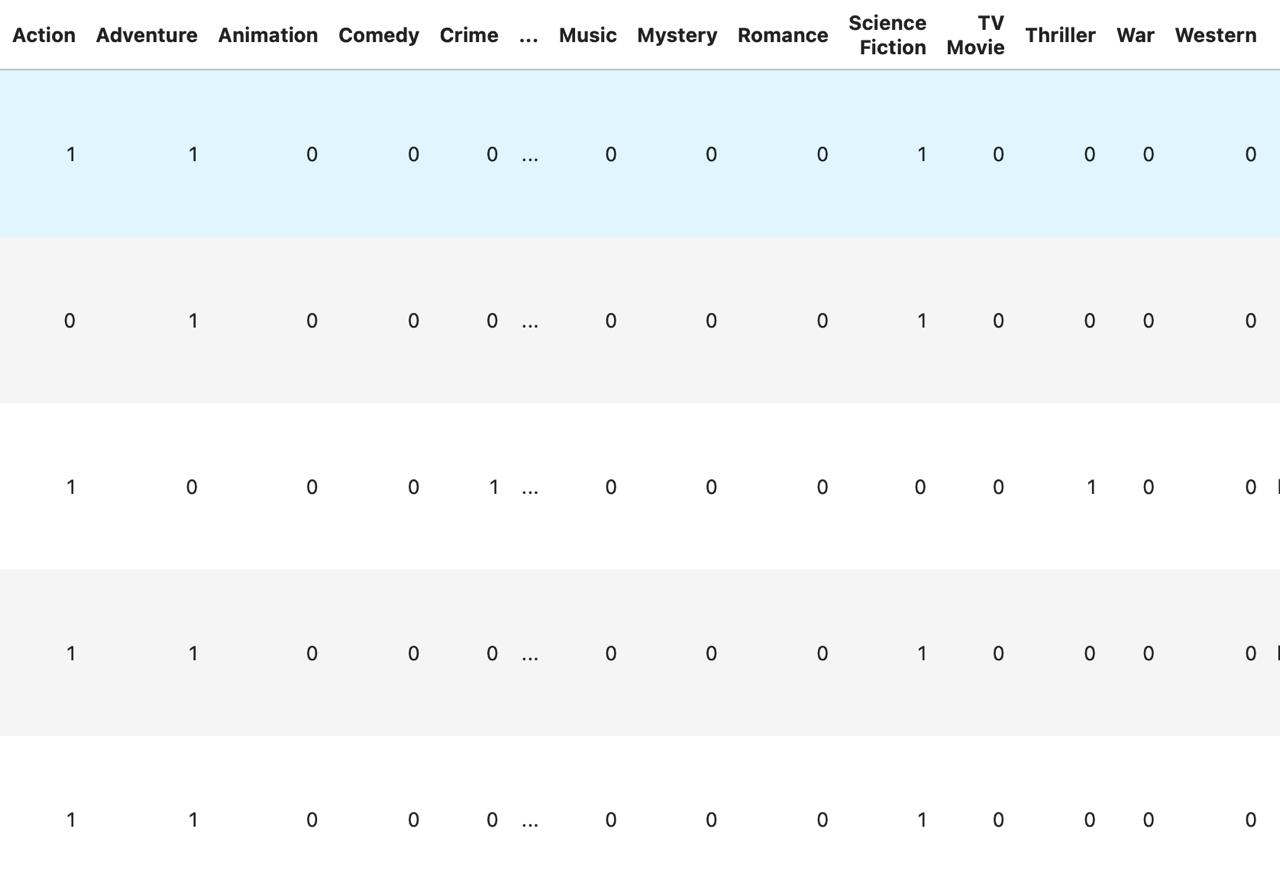 Action Adventure Animation Comedy Crime ... Music Mystery Romance Science Fiction TV Movie Thriller War Western
1 1 0 0 0 ... 0 0 0 1 0 0 0 0
0 1 0 0 0 ... 0 0 0 1 0 0 0 0
1 0 0 0 1 ... 0 0 0 0 0 1 0 0
1 1 0 0 0 ... 0 0 0 1 0 0 0 0
1 1 0 0 0 ... 0 0 0 1 0 0 0 0